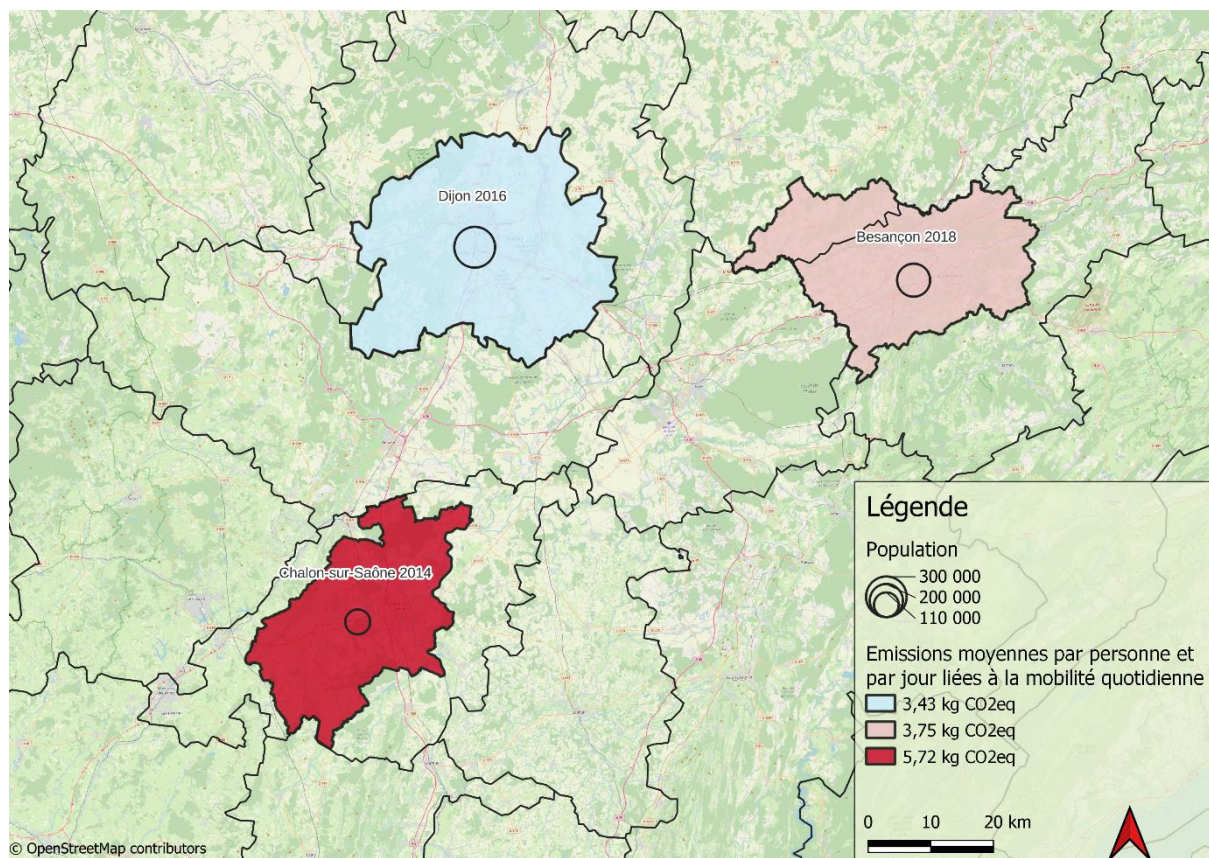 Dijon 2016
Besançon 2018
Chalon-sur-Saône 2014
Légende
Population
300 000
200 000
110 000
Emissions moyennes par personne et
par jour liées à la mobilité quotidienne
3,43 kg CO2eq
3,75 kg CO2eq
5,72 kg CO2eq
0 10 20 km
© OpenStreetMap contributors